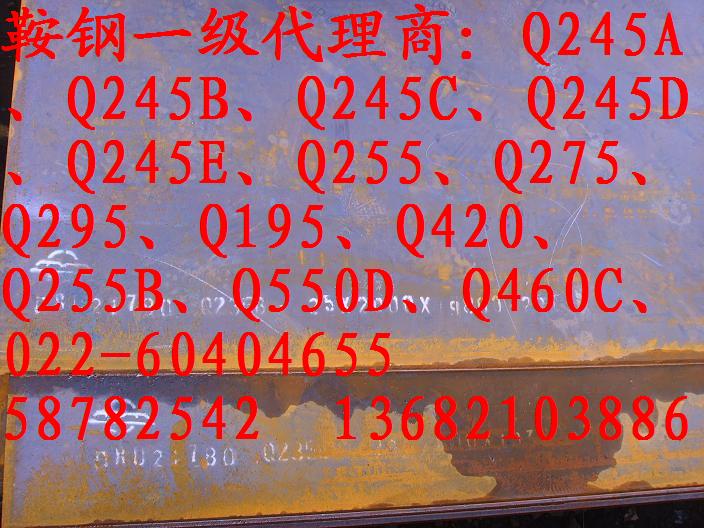 鞍钢一级代理商：Q245A
、Q245B、Q245C、Q245D
、Q245E、Q255、Q275、
Q295、Q195、Q420、
Q255B、Q550D、Q460C、
Q235B
022-60404655
58782542 13682103886